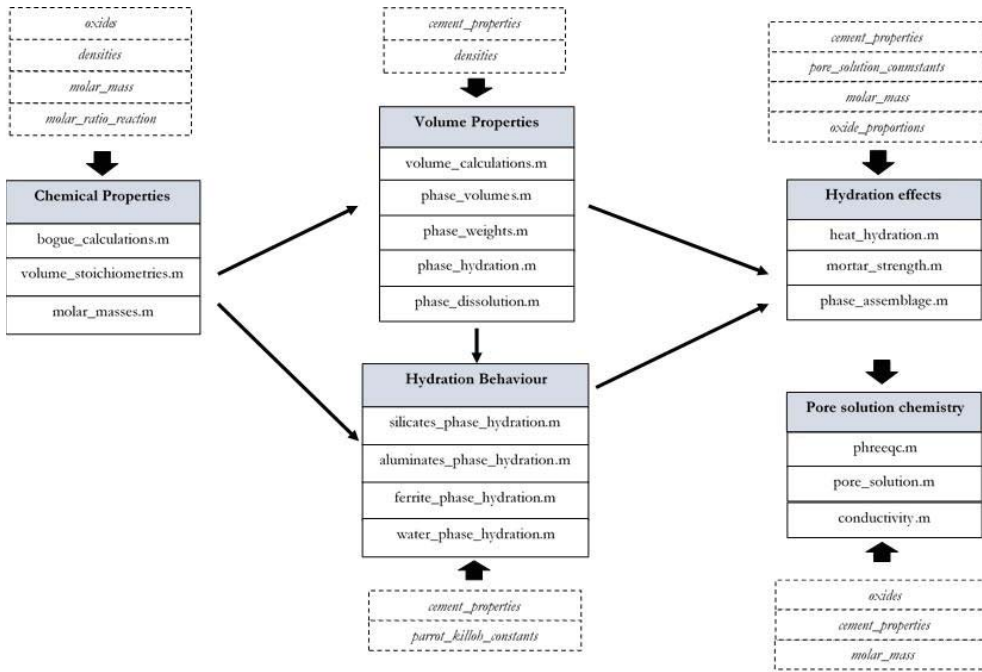 oxides
densities
molar_mass
molar_ratio_reaction
Chemical Properties
bogue_calculations.m
volume_stoichiometries.m
molar_masses.m
cement_properties
densities
Volume Properties
volume_calculations.m
phase_volumes.m
phase_weights.m
phase_hydration.m
phase_dissolution.m
Hydration Behaviour
silicates_phase_hydration.m
aluminates_phase_hydration.m
ferrite_phase_hydration.m
water_phase_hydration.m
cement_properties
parrot_killoh_constants
cement_properties
pore_solution_conmstants
molar_mass
oxide_proportions
Hydration effects
heat_hydration.m
mortar_strength.m
phase_assemblage.m
Pore solution chemistry
phreeqc.m
pore_solution.m
conductivity.m
oxides
cement_properties
molar_mass